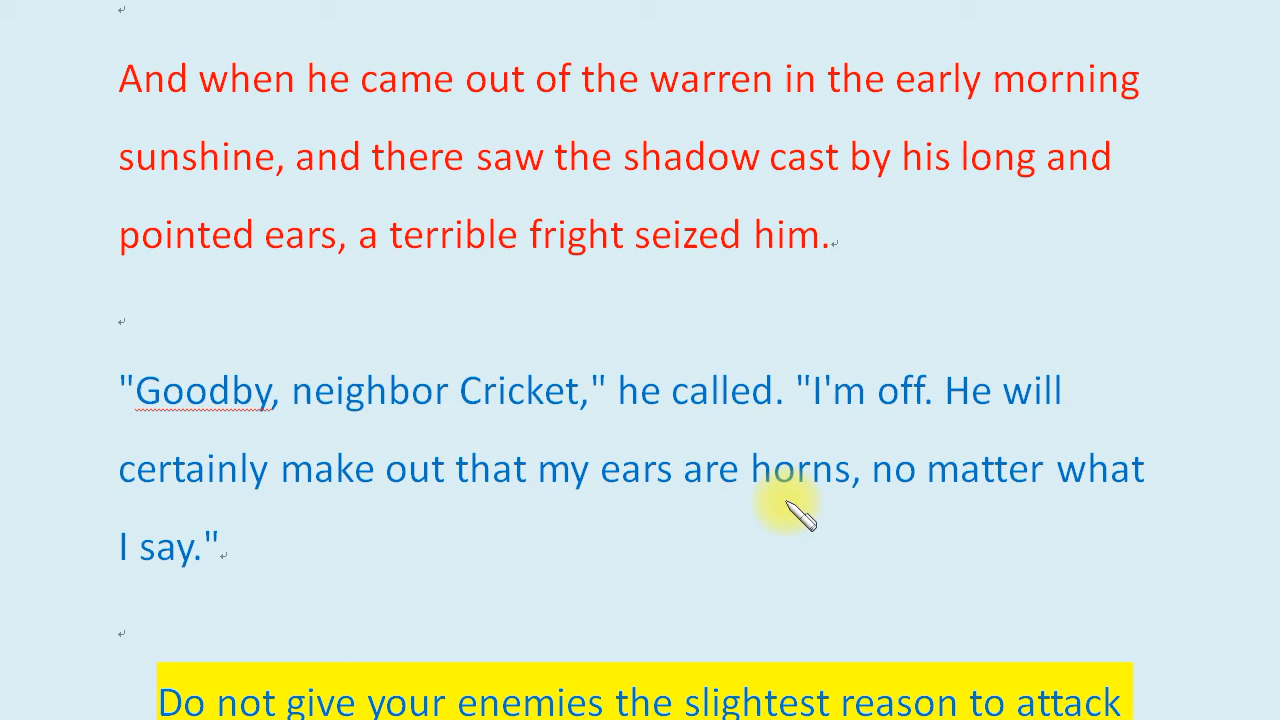 And when he came out of the warren in the early morning
sunshine, and there saw the shadow cast by his long and
pointed ears, a terrible fright seized him.
"Goodby, neighbor Cricket," he called. "I'm off. He will
certainly make out that my ears are horns, no matter what
I say."
Do not give your enemies the slightest reason to attack